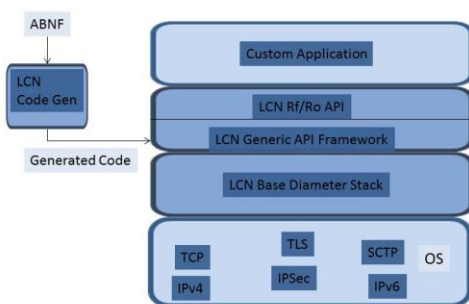 ABNF
LCN
Code Gen
Generated Code
Custom Application
LCN Rf/Ro API
LCN Generic API Framework
LCN Base Diameter Stack
TCP TLS SCTP OS
IPv4 IPSec IPv6